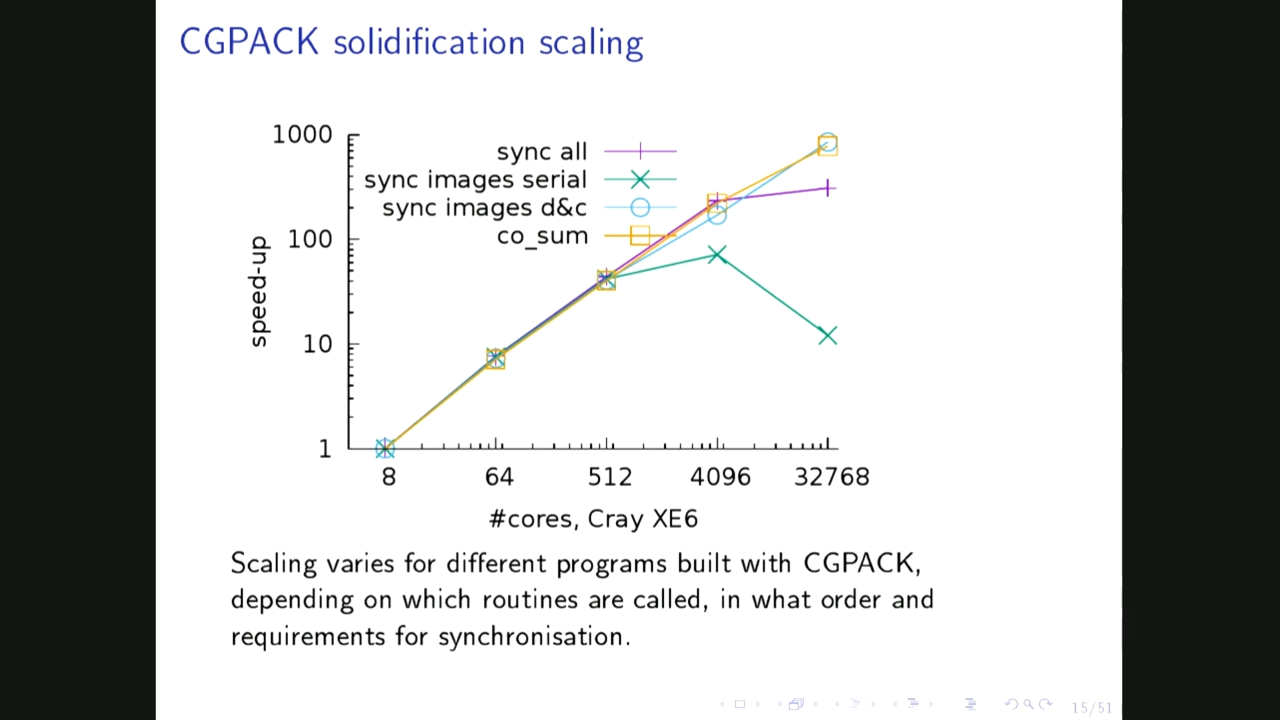 CGPACK solidification scaling
1000
100
10
1
speed-up
sync all
sync images serial
sync images d&c
co_sum
8 64 512 4096 32768
#cores, Cray XE6
Scaling varies for different programs built with CGPACK,
depending on which routines are called, in what order and
requirements for synchronisation.
15/51